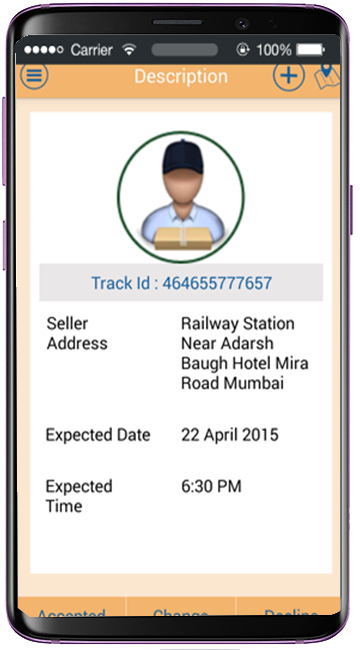 Carrier 100%
Description
Track Id : 464655777657
Seller Address
Railway Station
Near Adarsh
Baugh Hotel Mira
Road Mumbai
Expected Date 22 April 2015
Expected Time
6:30 PM
Accepted Change Decline